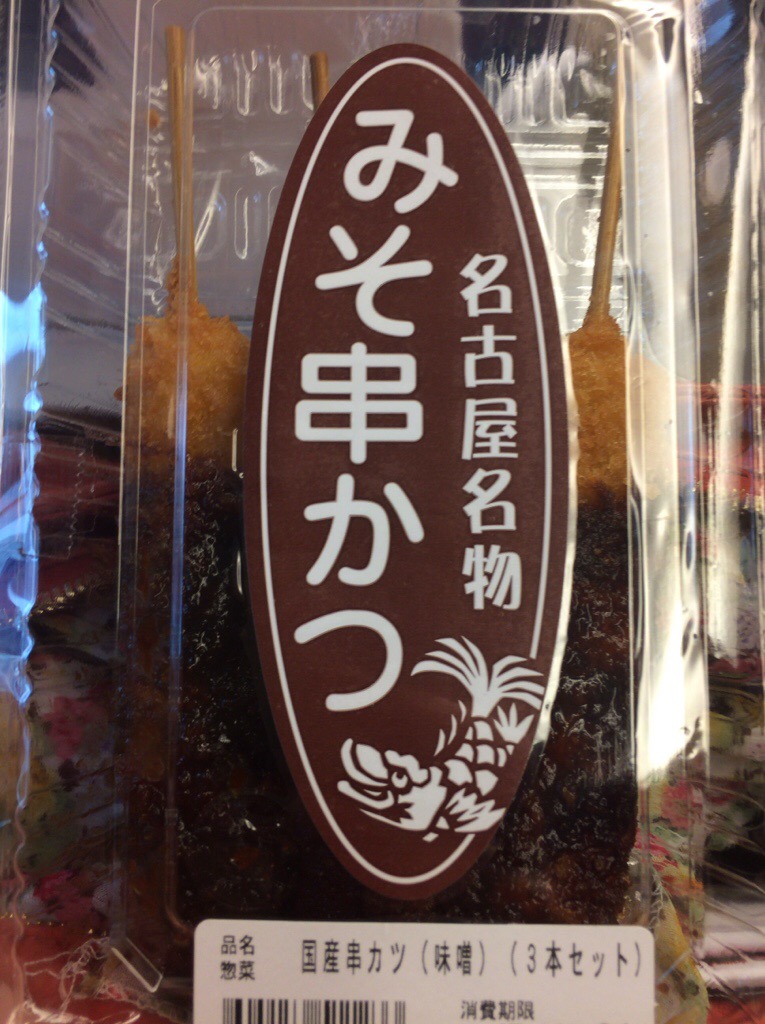 名古屋名物
みそ串かつ
品名
惣菜
国産串カツ（味噌）（3本セット）
消費期限